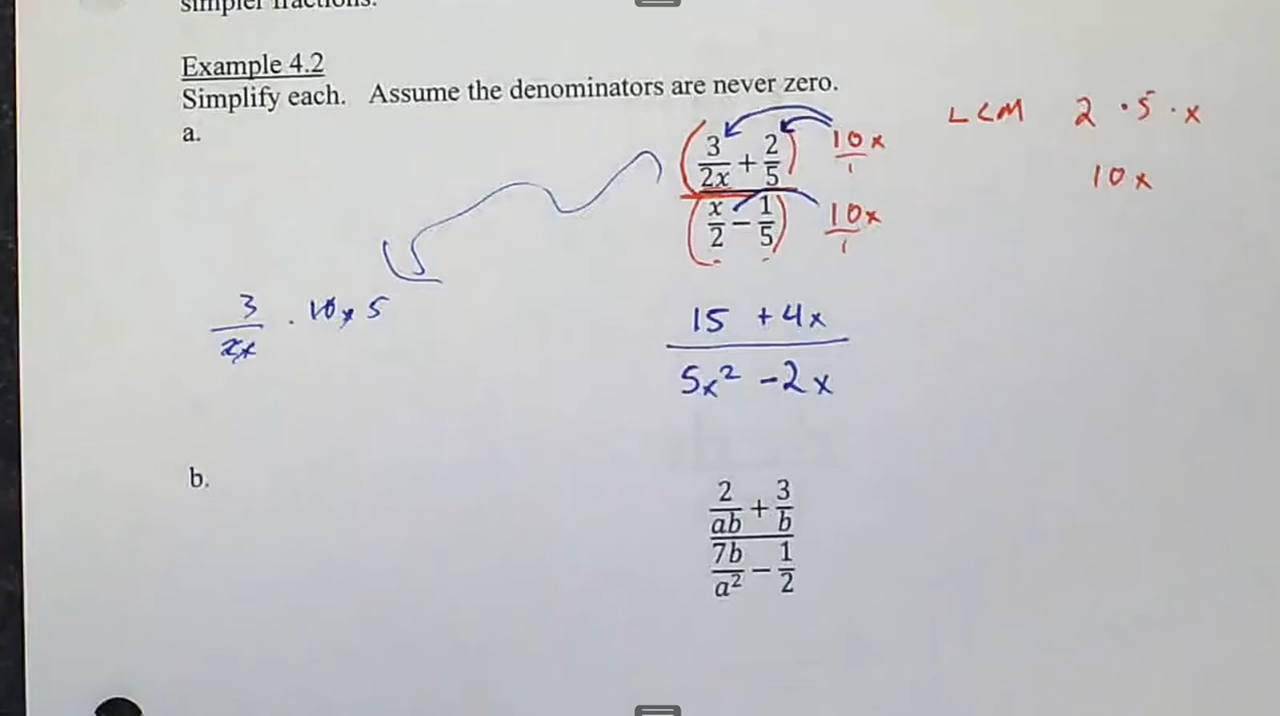 simpler fractions.
Example 4.2
Simplify each. Assume the denominators are never zero.
a.
(3/2x + 2/5) 10x/1
(x/2 − 1/5) 10x/1
LCM 2 · 5 · x
10x
3/2x · 10x 5
15 + 4x
5x² − 2x
b.
2/ab + 3/b
7b/a² − 1/2